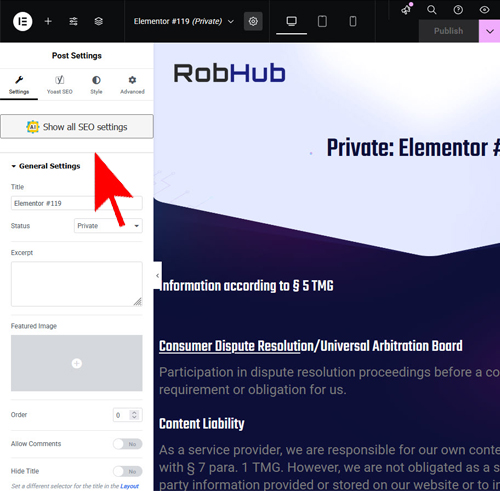 Elementor #119 (Private)
Publish
Post Settings
Settings
Yoast SEO
Style
Advanced
AI Show all SEO settings
General Settings
Title
Elementor #119
Status
Private
Excerpt
Featured Image
Order
0
Allow Comments
No
Hide Title
No
Set a different selector for the title in the Layout
RobHub
Private: Elementor #
Information according to § 5 TMG
Consumer Dispute Resolution/Universal Arbitration Board
Participation in dispute resolution proceedings before a co
requirement or obligation for us.
Content Liability
As a service provider, we are responsible for our own conte
with § 7 para. 1 TMG. However, we are not obligated as a s
party information provided or stored on our website or to in